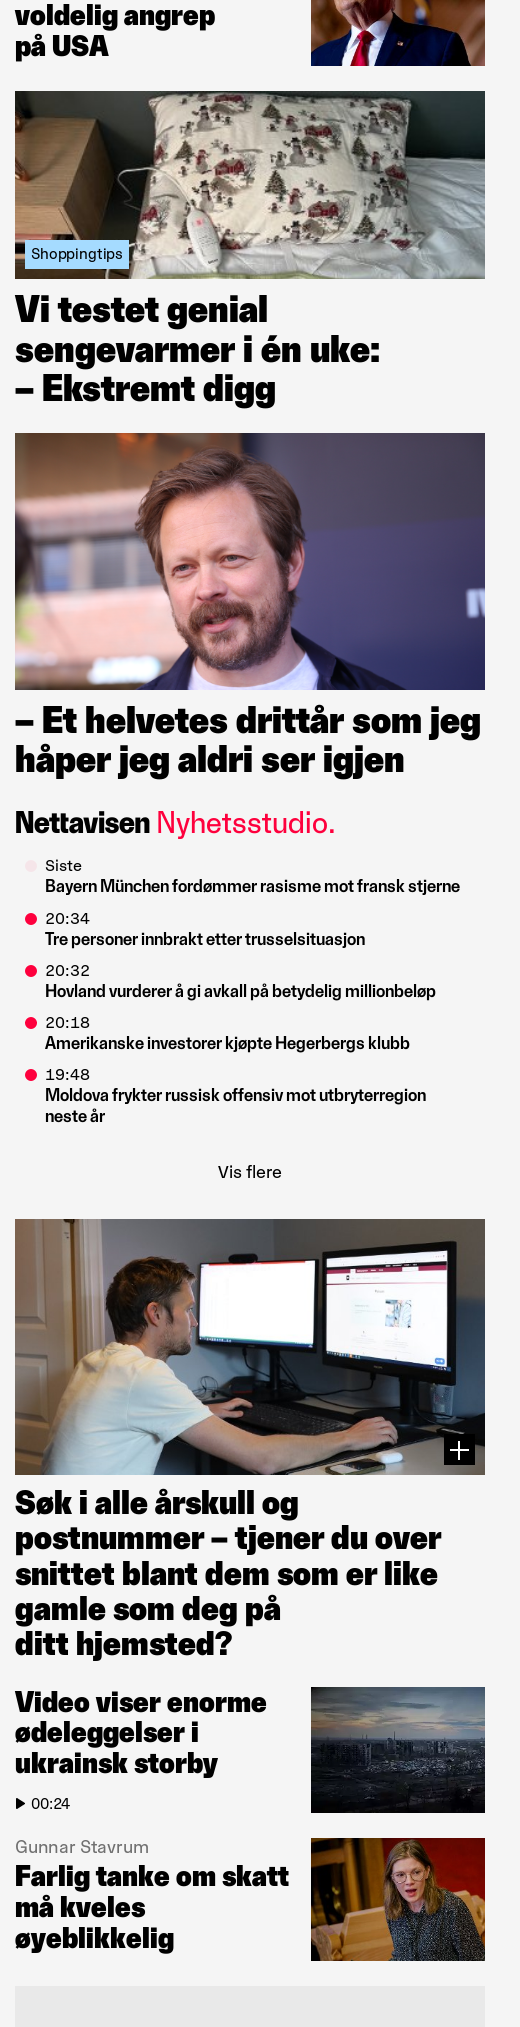 voldelig angrep
på USA
Shoppingtips
Vi testet genial
sengevarmer i én uke:
– Ekstremt digg
– Et helvetes drittår som jeg
håper jeg aldri ser igjen
Nettavisen Nyhetsstudio.
Siste
Bayern München fordømmer rasisme mot fransk stjerne
20:34
Tre personer innbrakt etter trusselsituasjon
20:32
Hovland vurderer å gi avkall på betydelig millionbeløp
20:18
Amerikanske investorer kjøpte Hegerbergs klubb
19:48
Moldova frykter russisk offensiv mot utbryterregion
neste år
Vis flere
Søk i alle årskull og
postnummer – tjener du over
snittet blant dem som er like
gamle som deg på
ditt hjemsted?
Video viser enorme
ødeleggelser i
ukrainsk storby
00:24
Gunnar Stavrum
Farlig tanke om skatt
må kveles
øyeblikkelig